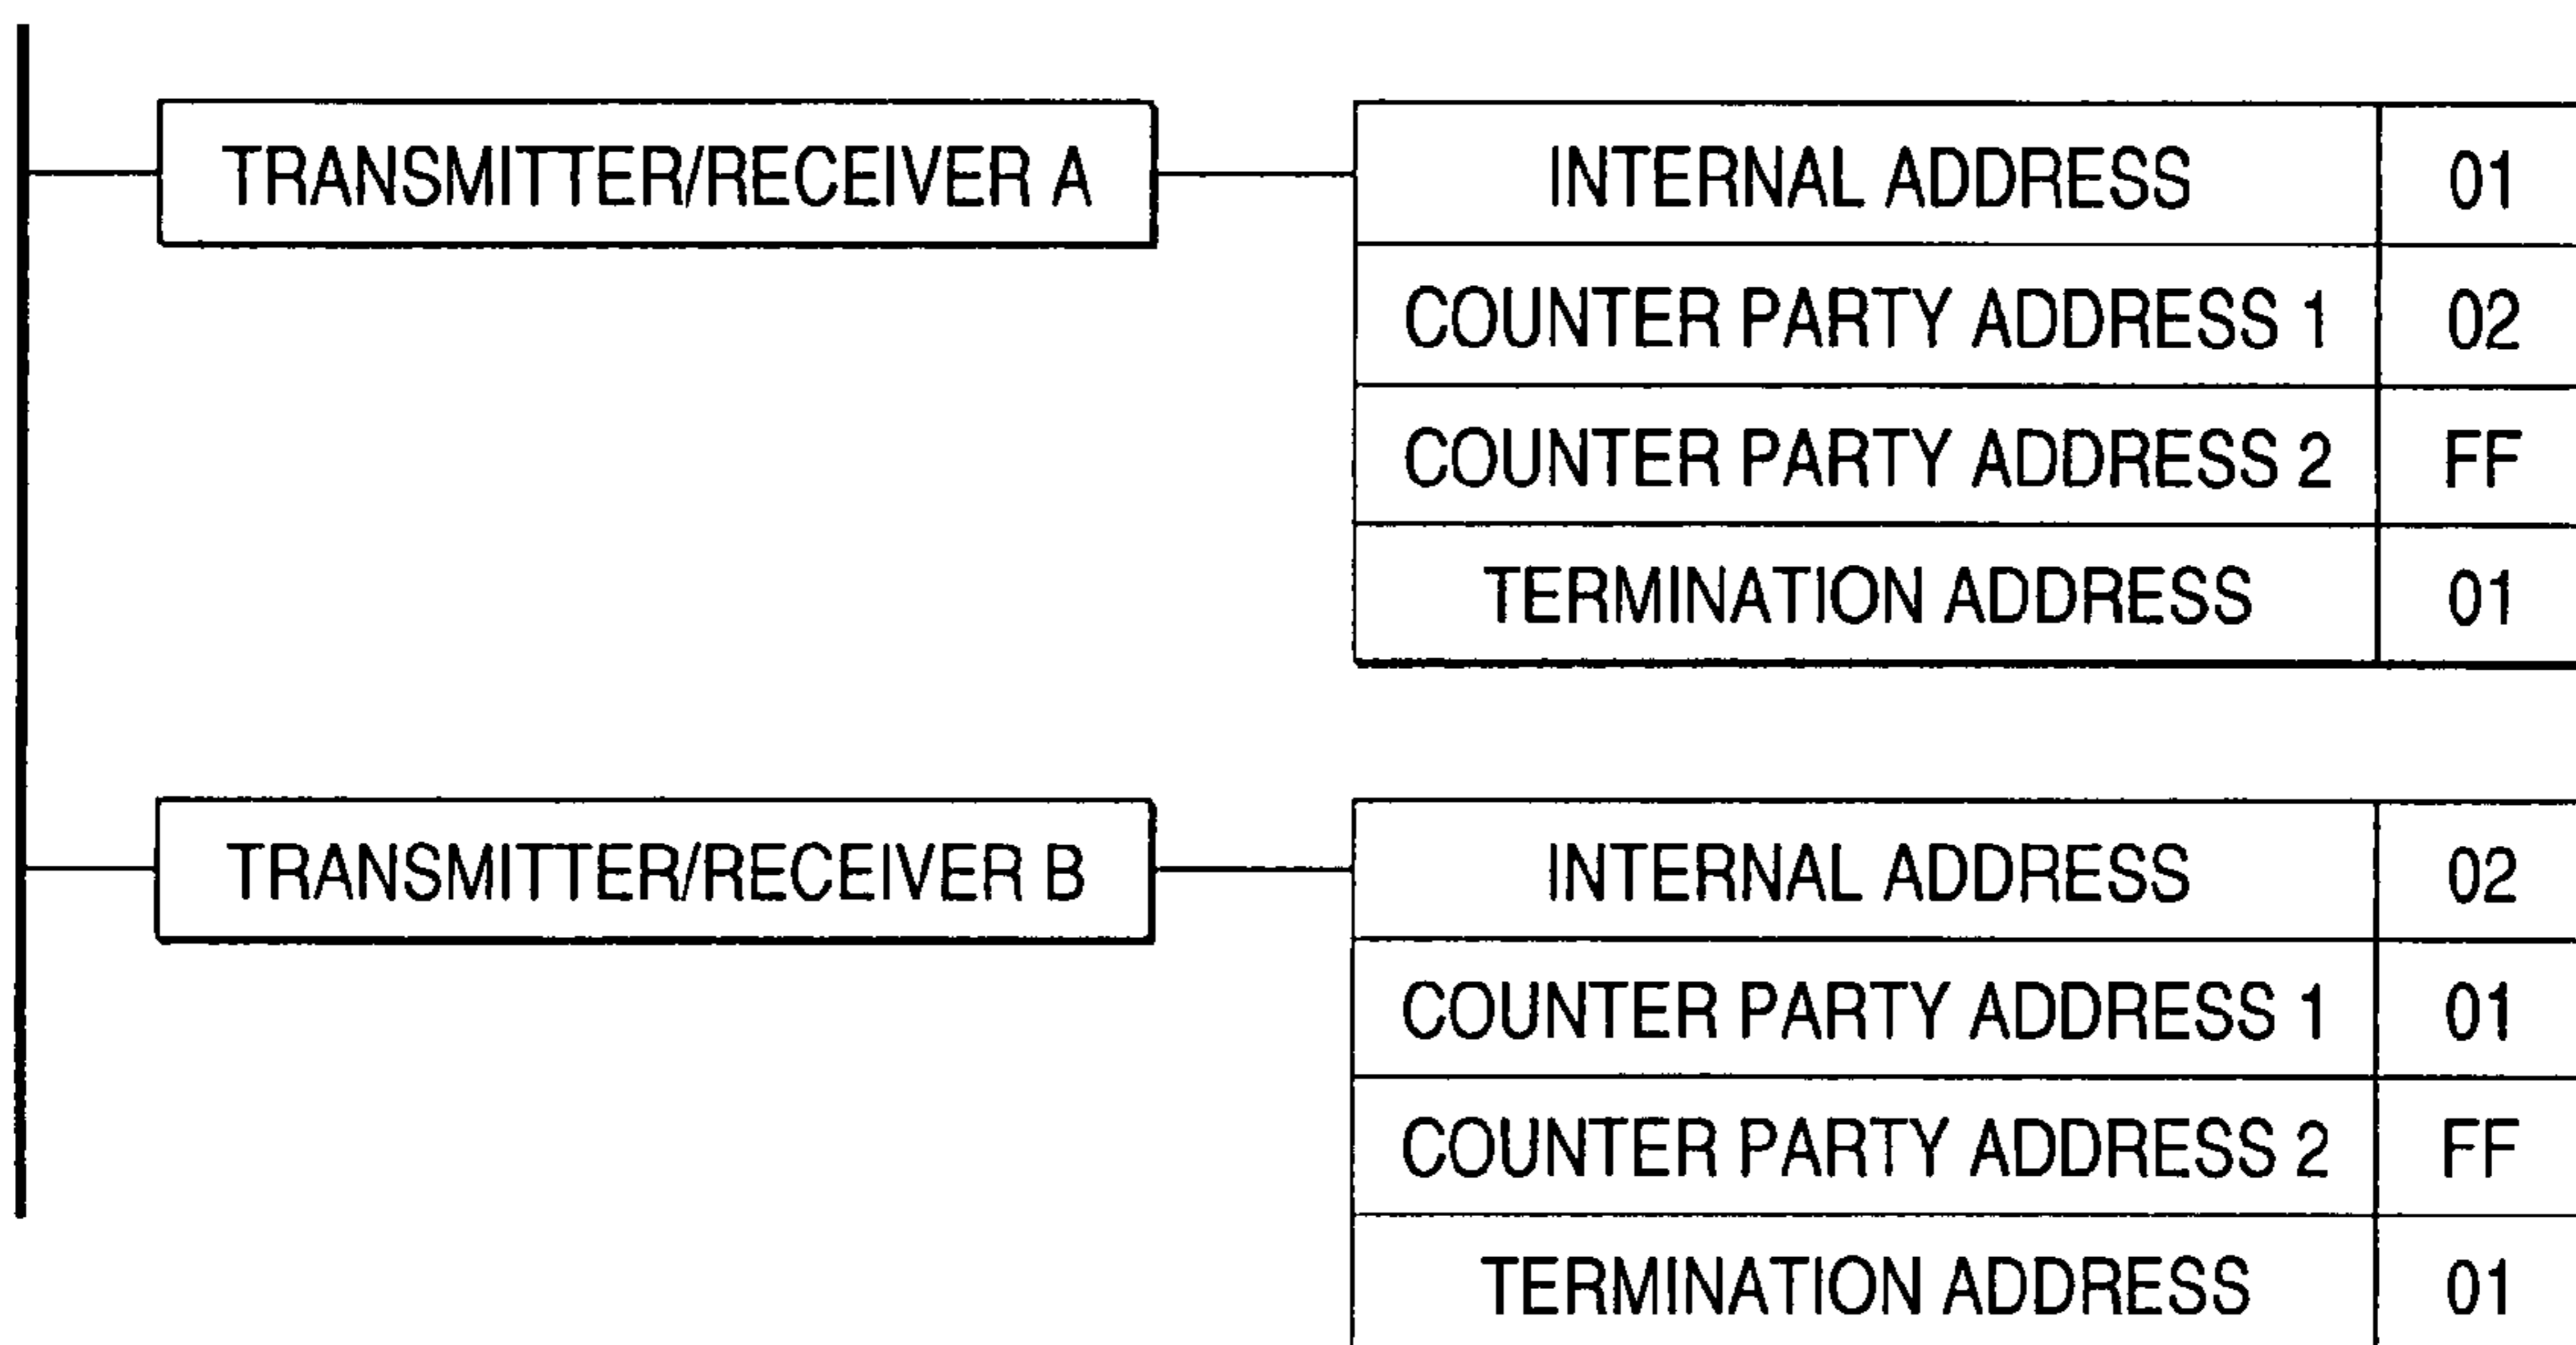 TRANSMITTER/RECEIVER A
INTERNAL ADDRESS 01
COUNTER PARTY ADDRESS 1 02
COUNTER PARTY ADDRESS 2 FF
TERMINATION ADDRESS 01
TRANSMITTER/RECEIVER B
INTERNAL ADDRESS 02
COUNTER PARTY ADDRESS 1 01
COUNTER PARTY ADDRESS 2 FF
TERMINATION ADDRESS 01